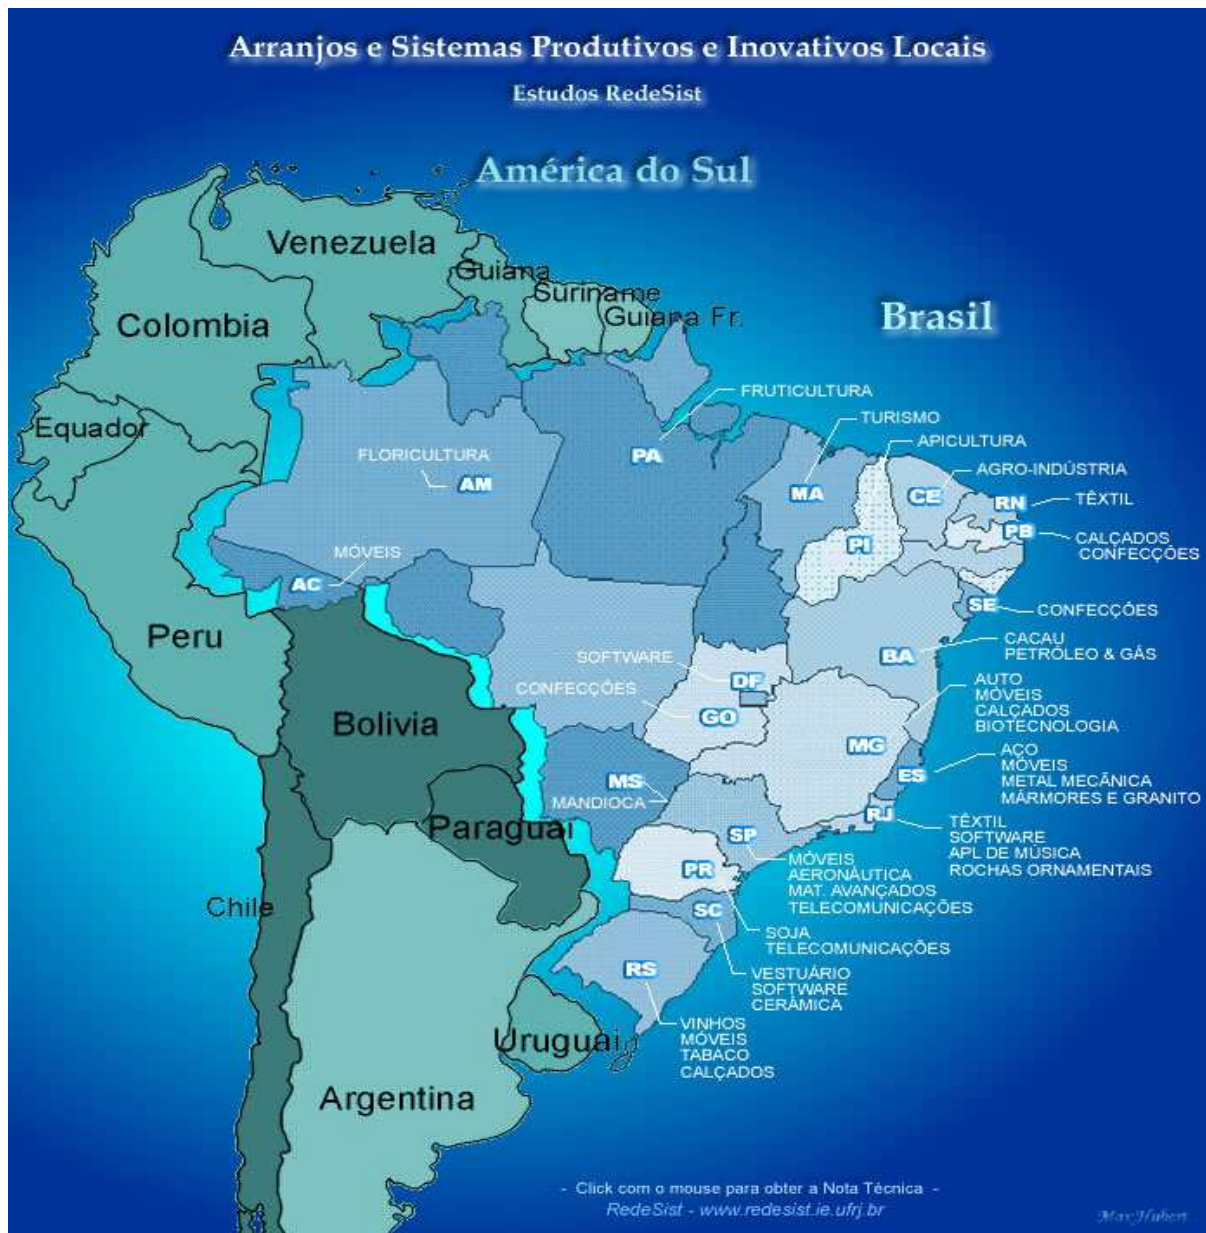 Arranjos e Sistemas Produtivos e Inovativos Locais
Estudos RedeSist
América do Sul
Venezuela
Guiana
Suriname
Guiana Fr.
Colombia
Brasil
Equador
FRUTICULTURA
TURISMO
APICULTURA
FLORICULTURA
PA
AGRO-INDÚSTRIA
AM
MA
CE
RN
TÊXTIL
PB
CALÇADOS
CONFECÇÕES
PI
MÓVEIS
AC
SE
CONFECÇÕES
Peru
CACAU
BA
PETRÓLEO & GÁS
SOFTWARE
DF
CONFECÇÕES
GO
AUTO
MÓVEIS
CALÇADOS
BIOTECNOLOGIA
Bolivia
MG
AÇO
MÓVEIS
METAL MECÂNICA
MÁRMORES E GRANITO
ES
MS
MANDIOCA
RJ
TÊXTIL
SOFTWARE
APL DE MÚSICA
ROCHAS ORNAMENTAIS
Paraguai
SP
MÓVEIS
AERONÁUTICA
MAT. AVANÇADOS
TELECOMUNICAÇÕES
PR
Chile
SC
SOJA
TELECOMUNICAÇÕES
RS
VESTUÁRIO
SOFTWARE
CERÂMICA
VINHOS
MÓVEIS
TABACO
CALÇADOS
Uruguai
Argentina
- Click com o mouse para obter a Nota Técnica -
RedeSist - www.redesist.ie.ufrj.br
Max Hubert